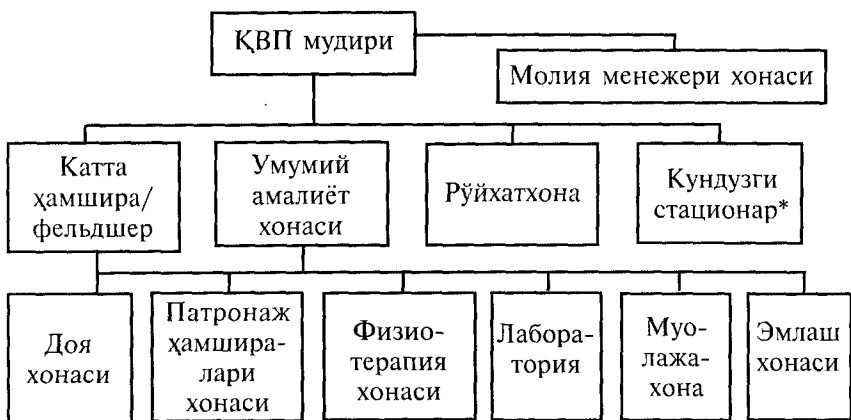 ҚВП мудири
Молия менежери хонаси
Катта
ҳамшира/
фельдшер
Умумий
амалиёт
хонаси
Рўйхатхона
Кундузги
стационар*
Доя
хонаси
Патронаж
ҳамшира-
лари
хонаси
Физио-
терапия
хонаси
Лабора-
тория
Муо-
лажа-
хона
Эмлаш
хонаси